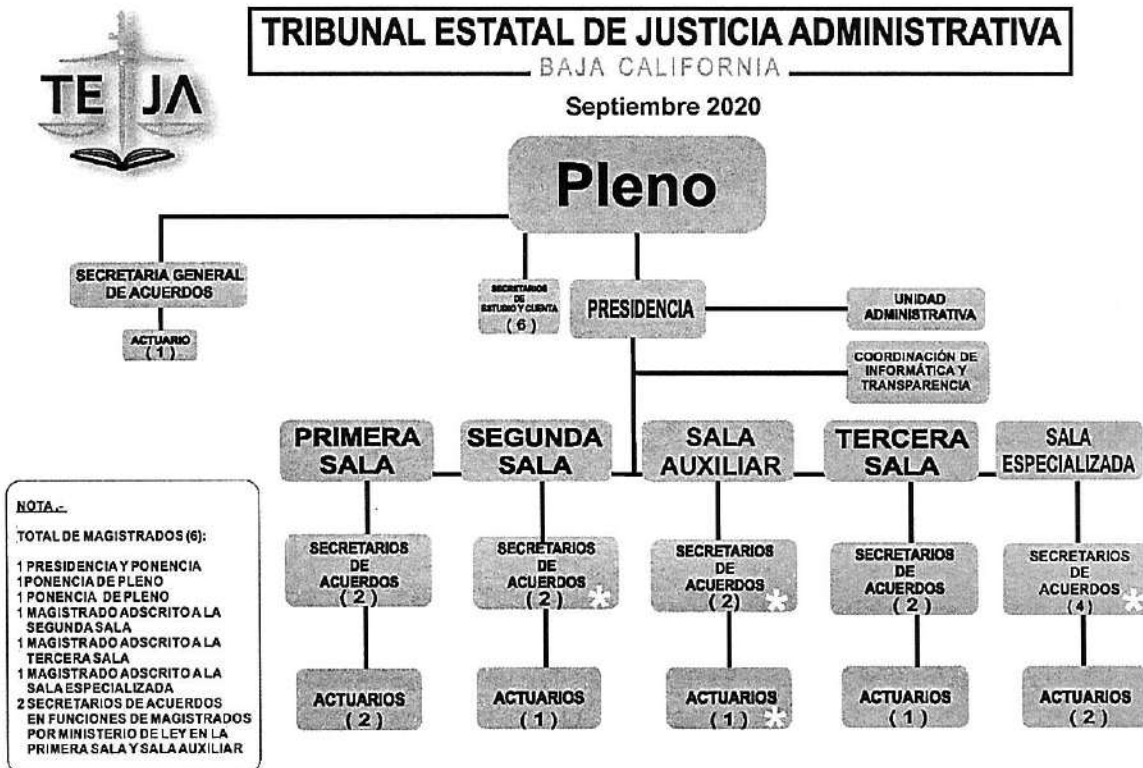 TRIBUNAL ESTATAL DE JUSTICIA ADMINISTRATIVA
BAJA CALIFORNIA
TE JA
Septiembre 2020
Pleno
SECRETARIA GENERAL
DE ACUERDOS
ACTUARIO
( 1 )
SECRETARIOS
DE
ESTUDIO Y CUENTA
( 6 )
PRESIDENCIA
UNIDAD
ADMINISTRATIVA
COORDINACIÓN DE
INFORMÁTICA Y
TRANSPARENCIA
PRIMERA
SALA
SEGUNDA
SALA
SALA
AUXILIAR
TERCERA
SALA
SALA
ESPECIALIZADA
SECRETARIOS
DE
ACUERDOS
( 2 )
SECRETARIOS
DE
ACUERDOS
( 2 ) *
SECRETARIOS
DE
ACUERDOS
( 2 ) *
SECRETARIOS
DE
ACUERDOS
( 2 )
SECRETARIOS
DE
ACUERDOS
( 4 ) *
ACTUARIOS
( 2 )
ACTUARIOS
( 1 )
ACTUARIOS
( 1 ) *
ACTUARIOS
( 1 )
ACTUARIOS
( 2 )
NOTA.-
TOTAL DE MAGISTRADOS (6):
1 PRESIDENCIA Y PONENCIA
1 PONENCIA DE PLENO
1 PONENCIA DE PLENO
1 MAGISTRADO ADSCRITO A LA
SEGUNDA SALA
1 MAGISTRADO ADSCRITO A LA
TERCERA SALA
1 MAGISTRADO ADSCRITO A LA
SALA ESPECIALIZADA
2 SECRETARIOS DE ACUERDOS
EN FUNCIONES DE MAGISTRADOS
POR MINISTERIO DE LEY EN LA
PRIMERA SALA Y SALA AUXILIAR